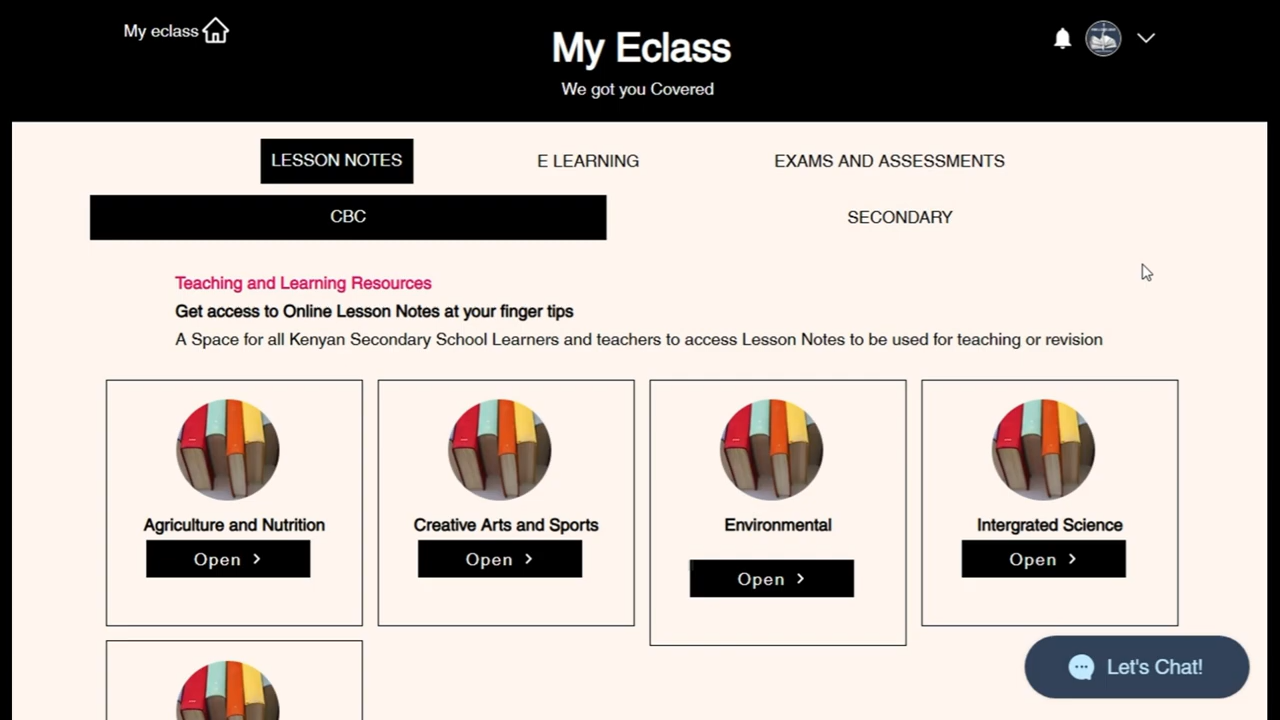 My eclass
My Eclass
We got you Covered
LESSON NOTES
E LEARNING
EXAMS AND ASSESSMENTS
CBC
SECONDARY
Teaching and Learning Resources
Get access to Online Lesson Notes at your finger tips
A Space for all Kenyan Secondary School Learners and teachers to access Lesson Notes to be used for teaching or revision
Agriculture and Nutrition
Open >
Creative Arts and Sports
Open >
Environmental
Open >
Intergrated Science
Open >
Let's Chat!